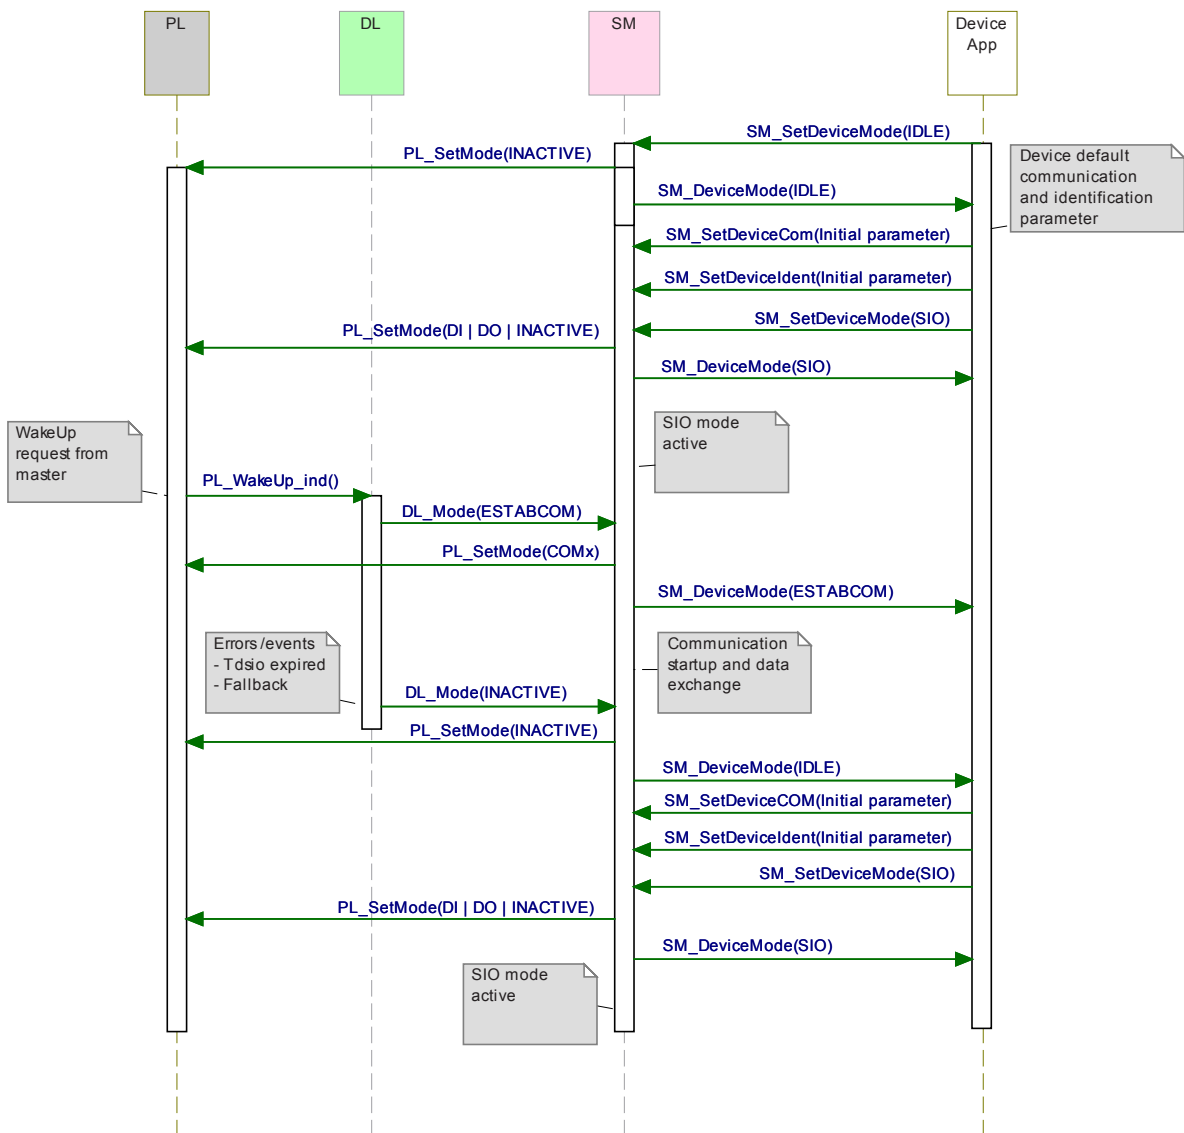 PL
DL
SM
Device
App
SM_SetDeviceMode(IDLE)
PL_SetMode(INACTIVE)
Device default
communication
and identification
parameter
SM_DeviceMode(IDLE)
SM_SetDeviceCom(Initial parameter)
SM_SetDeviceIdent(Initial parameter)
SM_SetDeviceMode(SIO)
PL_SetMode(DI | DO | INACTIVE)
SM_DeviceMode(SIO)
WakeUp
request from
master
SIO mode
active
PL_WakeUp_ind()
DL_Mode(ESTABCOM)
PL_SetMode(COMx)
SM_DeviceMode(ESTABCOM)
Errors/events
- Tdsio expired
- Fallback
Communication
startup and data
exchange
DL_Mode(INACTIVE)
PL_SetMode(INACTIVE)
SM_DeviceMode(IDLE)
SM_SetDeviceCOM(Initial parameter)
SM_SetDeviceIdent(Initial parameter)
SM_SetDeviceMode(SIO)
PL_SetMode(DI | DO | INACTIVE)
SM_DeviceMode(SIO)
SIO mode
active